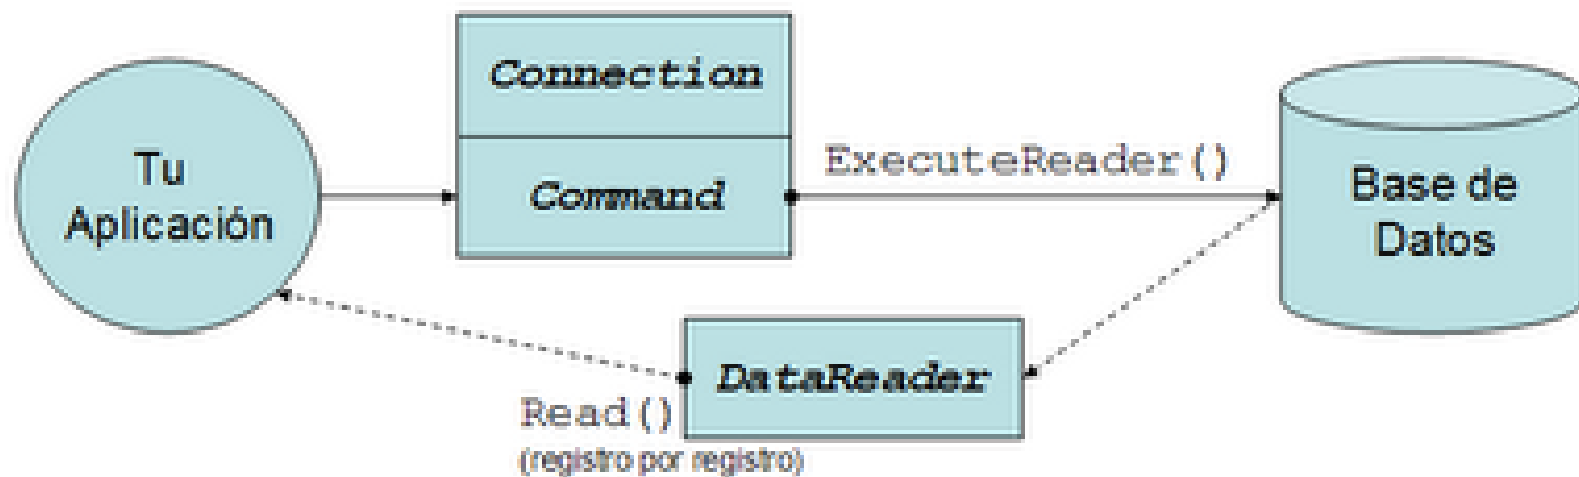 Connection
Tu
Aplicación
Command
ExecuteReader()
Base de
Datos
DataReader
Read()
(registro por registro)